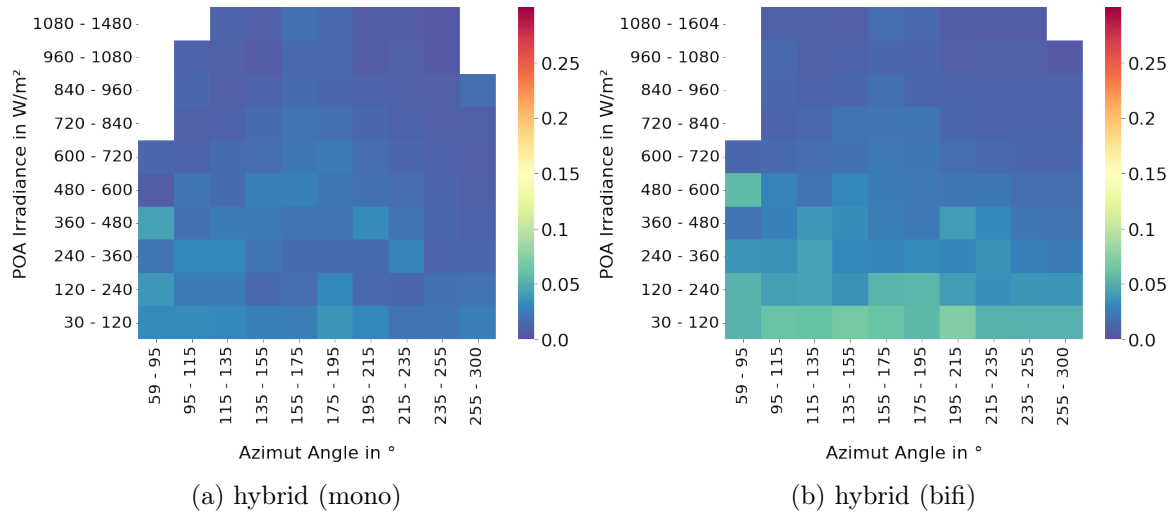 1080 - 1480
960 - 1080
840 - 960
720 - 840
600 - 720
480 - 600
360 - 480
240 - 360
120 - 240
30 - 120
POA Irradiance in W/m²
59 - 95
95 - 115
115 - 135
135 - 155
155 - 175
175 - 195
195 - 215
215 - 235
235 - 255
255 - 300
Azimut Angle in °
0.25
0.20
0.15
0.1
0.05
0.0
(a) hybrid (mono)
1080 - 1604
960 - 1080
840 - 960
720 - 840
600 - 720
480 - 600
360 - 480
240 - 360
120 - 240
30 - 120
POA Irradiance in W/m²
59 - 95
95 - 115
115 - 135
135 - 155
155 - 175
175 - 195
195 - 215
215 - 235
235 - 255
255 - 300
Azimut Angle in °
0.25
0.20
0.15
0.1
0.05
0.0
(b) hybrid (bifi)